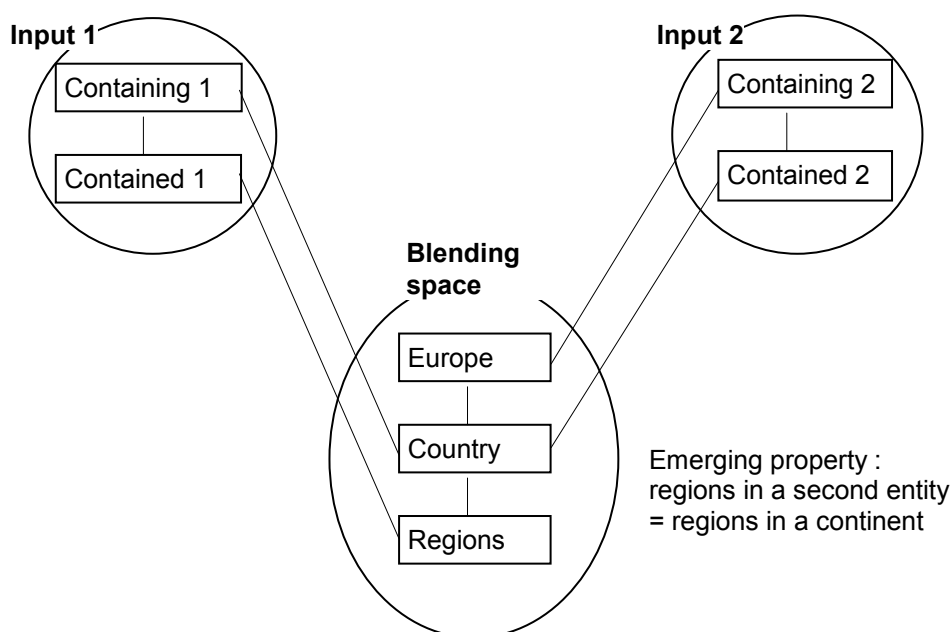 Input 1
Containing 1
Contained 1
Input 2
Containing 2
Contained 2
Blending
space
Europe
Country
Regions
Emerging property :
regions in a second entity
= regions in a continent